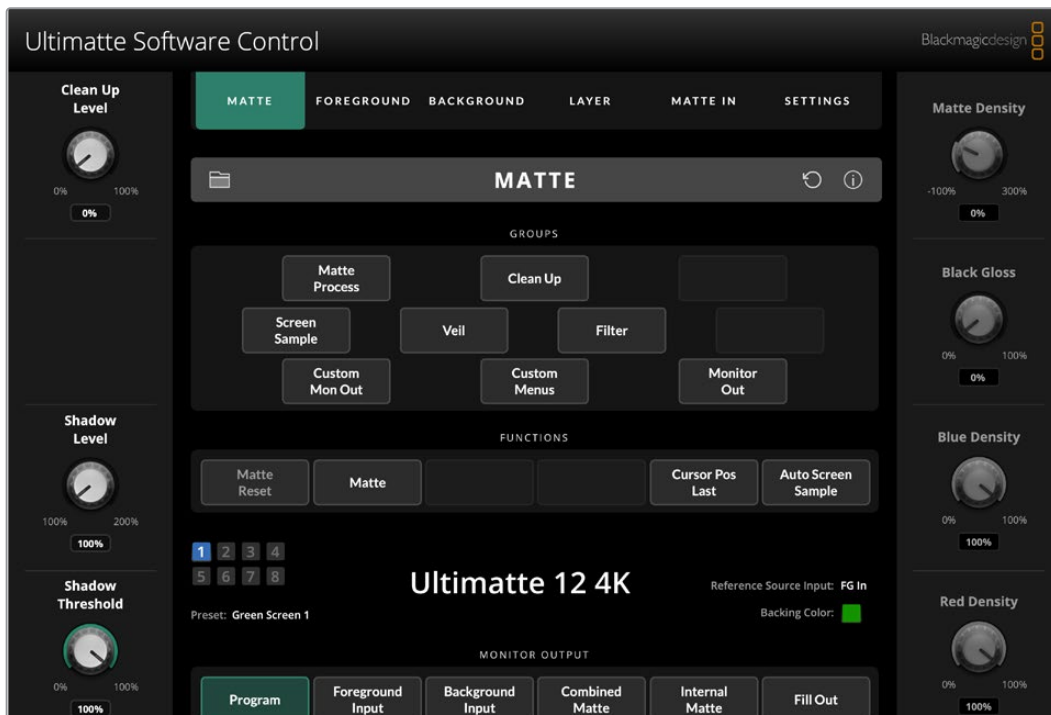 Ultimatte Software Control
Blackmagicdesign
Clean Up
Level
0% 100%
0%
Shadow
Level
100% 200%
100%
Shadow
Threshold
0% 100%
100%
MATTE FOREGROUND BACKGROUND LAYER MATTE IN SETTINGS
MATTE
GROUPS
Matte
Process
Clean Up
Screen
Sample
Veil
Filter
Custom
Mon Out
Custom
Menus
Monitor
Out
FUNCTIONS
Matte
Reset
Matte
Cursor Pos
Last
Auto Screen
Sample
1 2 3 4
5 6 7 8
Preset: Green Screen 1
Ultimatte 12 4K
Reference Source Input: FG In
Backing Color:
MONITOR OUTPUT
Program
Foreground
Input
Background
Input
Combined
Matte
Internal
Matte
Fill Out
Matte Density
-100% 300%
0%
Black Gloss
0% 100%
0%
Blue Density
0% 100%
100%
Red Density
0% 100%
100%